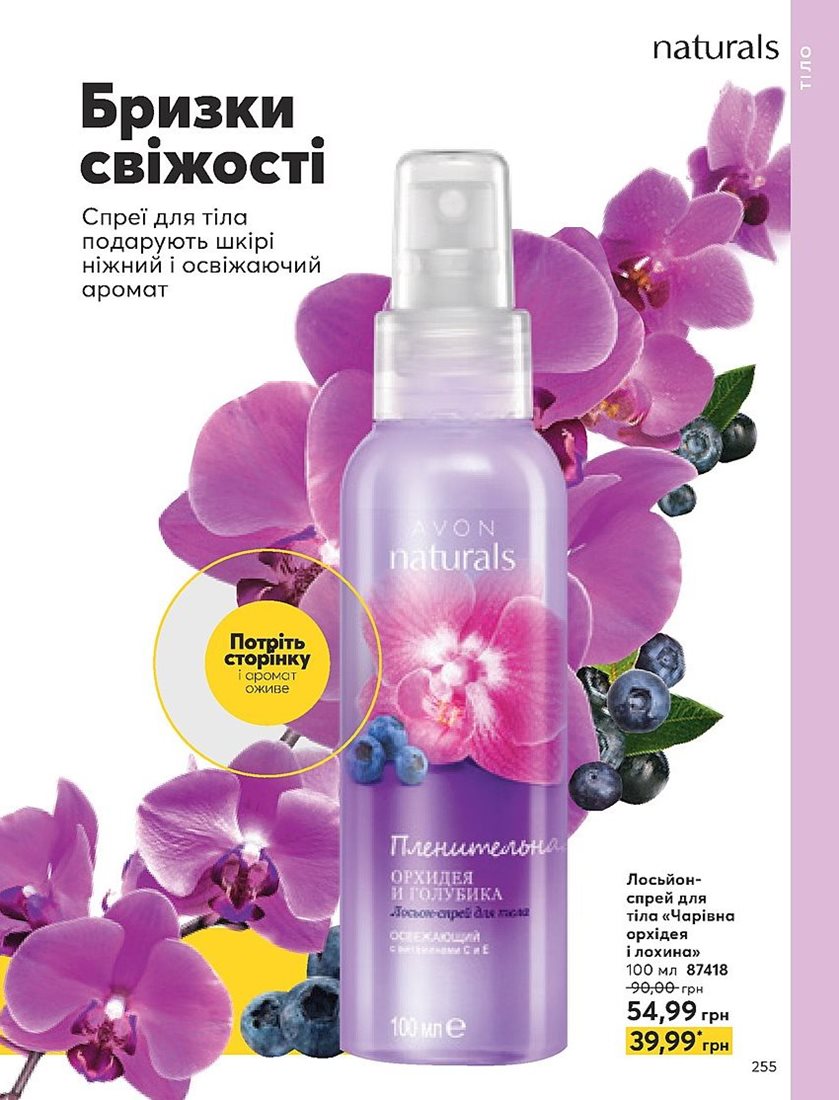 naturals
ТІЛО
Бризки
свіжості
Спреї для тіла
подарують шкірі
ніжний і освіжаючий
аромат
AVON
naturals
Потріть
сторінку
і аромат
оживе
Пленительная
ОРХИДЕЯ
И ГОЛУБИКА
Лосьон-спрей для тела
ОСВЕЖАЮЩИЙ
с витаминами С и Е
100 мл e
Лосьйон-
спрей для
тіла «Чарівна
орхідея
і лохина»
100 мл 87418
90,00 грн
54,99 грн
39,99* грн
255